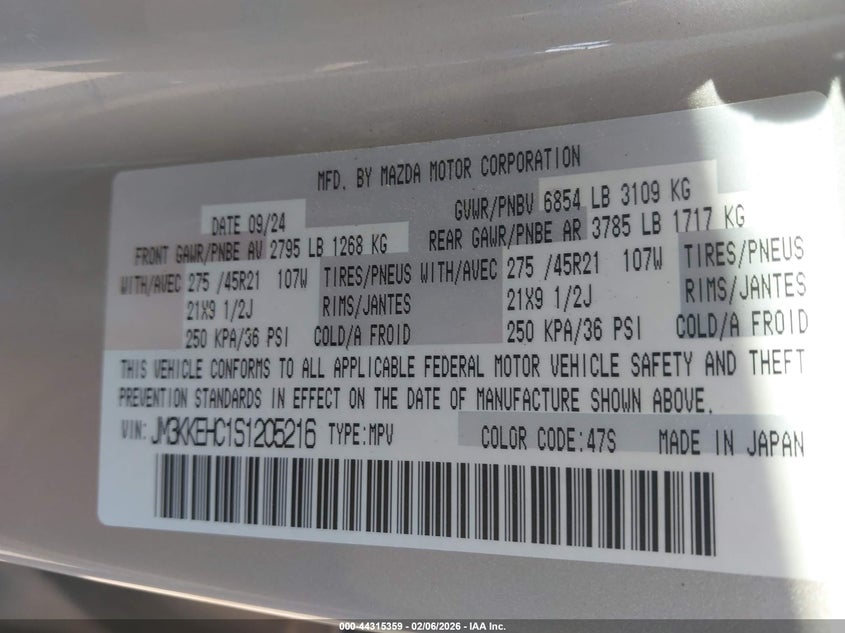 MFD. BY MAZDA MOTOR CORPORATION
DATE 09/24 GVWR/PNBV 6854 LB 3109 KG
FRONT GAWR/PNBE AV 2795 LB 1268 KG REAR GAWR/PNBE AR 3785 LB 1717 KG
WITH/AVEC 275 /45R21 107W TIRES/PNEUS WITH/AVEC 275 /45R21 107W TIRES/PNEUS
21X9 1/2J RIMS/JANTES 21X9 1/2J RIMS/JANTES
250 KPA/36 PSI COLD/A FROID 250 KPA/36 PSI COLD/A FROID
THIS VEHICLE CONFORMS TO ALL APPLICABLE FEDERAL MOTOR VEHICLE SAFETY AND THEFT
PREVENTION STANDARDS IN EFFECT ON THE DATE OF MANUFACTURE SHOWN ABOVE.
VIN: JM3KKEHC1S1205216 TYPE:MPV COLOR CODE:47S MADE IN JAPAN
000-44315359 - 02/06/2026 - IAA Inc.